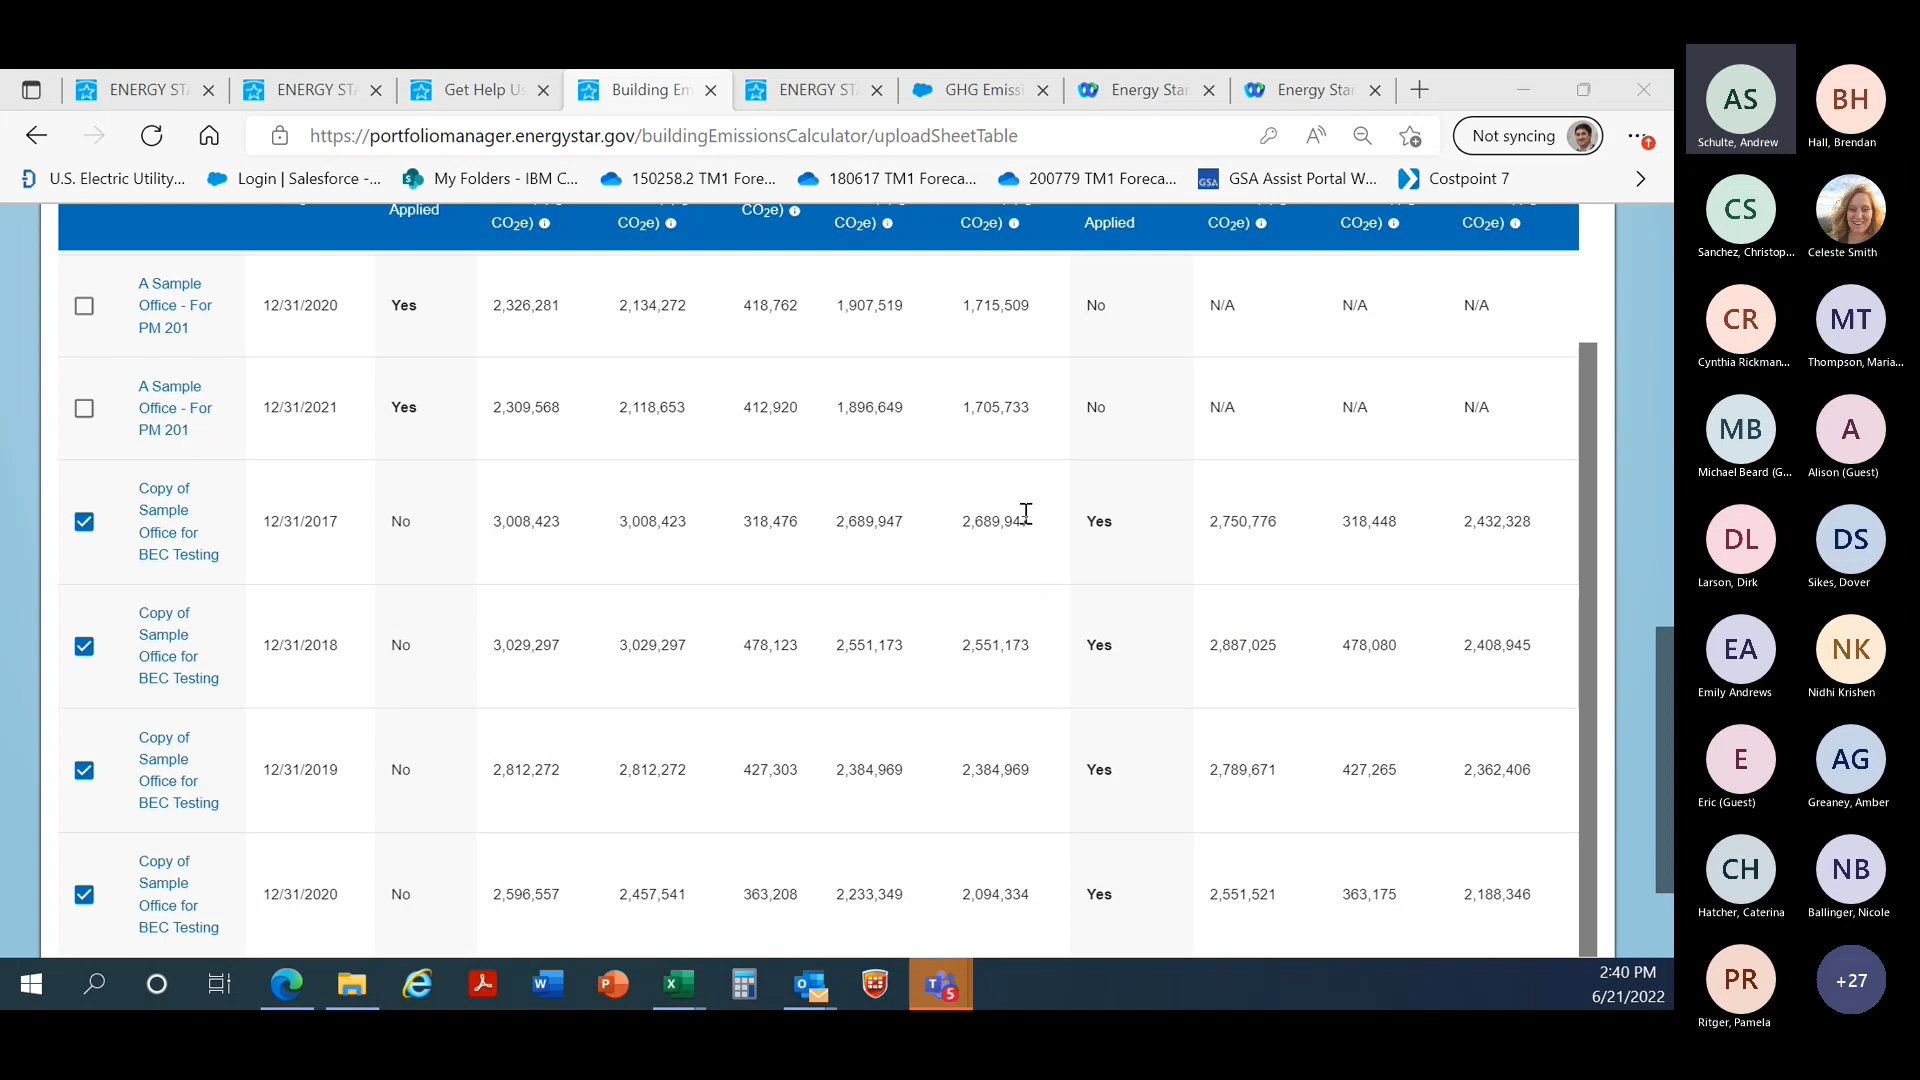 ENERGY STA
ENERGY STA
Get Help Us
Building Em
ENERGY STA
GHG Emissi
Energy Star
Energy Star
https://portfoliomanager.energystar.gov/buildingEmissionsCalculator/uploadSheetTable
Not syncing
U.S. Electric Utility...
Login | Salesforce -...
My Folders - IBM C...
150258.2 TM1 Fore...
180617 TM1 Foreca...
200779 TM1 Foreca...
GSA
GSA Assist Portal W...
Costpoint 7
Applied CO2e) CO2e) CO2e) CO2e) CO2e) Applied CO2e) CO2e) CO2e)
A Sample
Office - For
PM 201
12/31/2020 Yes 2,326,281 2,134,272 418,762 1,907,519 1,715,509 No N/A N/A N/A
A Sample
Office - For
PM 201
12/31/2021 Yes 2,309,568 2,118,653 412,920 1,896,649 1,705,733 No N/A N/A N/A
Copy of
Sample
Office for
BEC Testing
12/31/2017 No 3,008,423 3,008,423 318,476 2,689,947 2,689,947 Yes 2,750,776 318,448 2,432,328
Copy of
Sample
Office for
BEC Testing
12/31/2018 No 3,029,297 3,029,297 478,123 2,551,173 2,551,173 Yes 2,887,025 478,080 2,408,945
Copy of
Sample
Office for
BEC Testing
12/31/2019 No 2,812,272 2,812,272 427,303 2,384,969 2,384,969 Yes 2,789,671 427,265 2,362,406
Copy of
Sample
Office for
BEC Testing
12/31/2020 No 2,596,557 2,457,541 363,208 2,233,349 2,094,334 Yes 2,551,521 363,175 2,188,346
2:40 PM
6/21/2022
AS
Schulte, Andrew
BH
Hall, Brendan
CS
Sanchez, Christop...
Celeste Smith
CR
Cynthia Rickman...
MT
Thompson, Maria...
MB
Michael Beard (G...
A
Alison (Guest)
DL
Larson, Dirk
DS
Sikes, Dover
EA
Emily Andrews
NK
Nidhi Krishen
E
Eric (Guest)
AG
Greaney, Amber
CH
Hatcher, Caterina
NB
Ballinger, Nicole
PR
Ritger, Pamela
+27